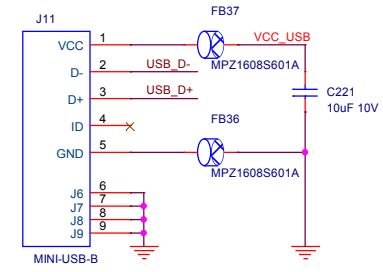 FB37
J11
VCC 1 VCC_USB
MPZ1608S601A
D- 2 USB_D-
D+ 3 USB_D+
C221
10uF 10V
ID 4
FB36
GND 5
MPZ1608S601A
J6 6
J7 7
J8 8
J9 9
MINI-USB-B